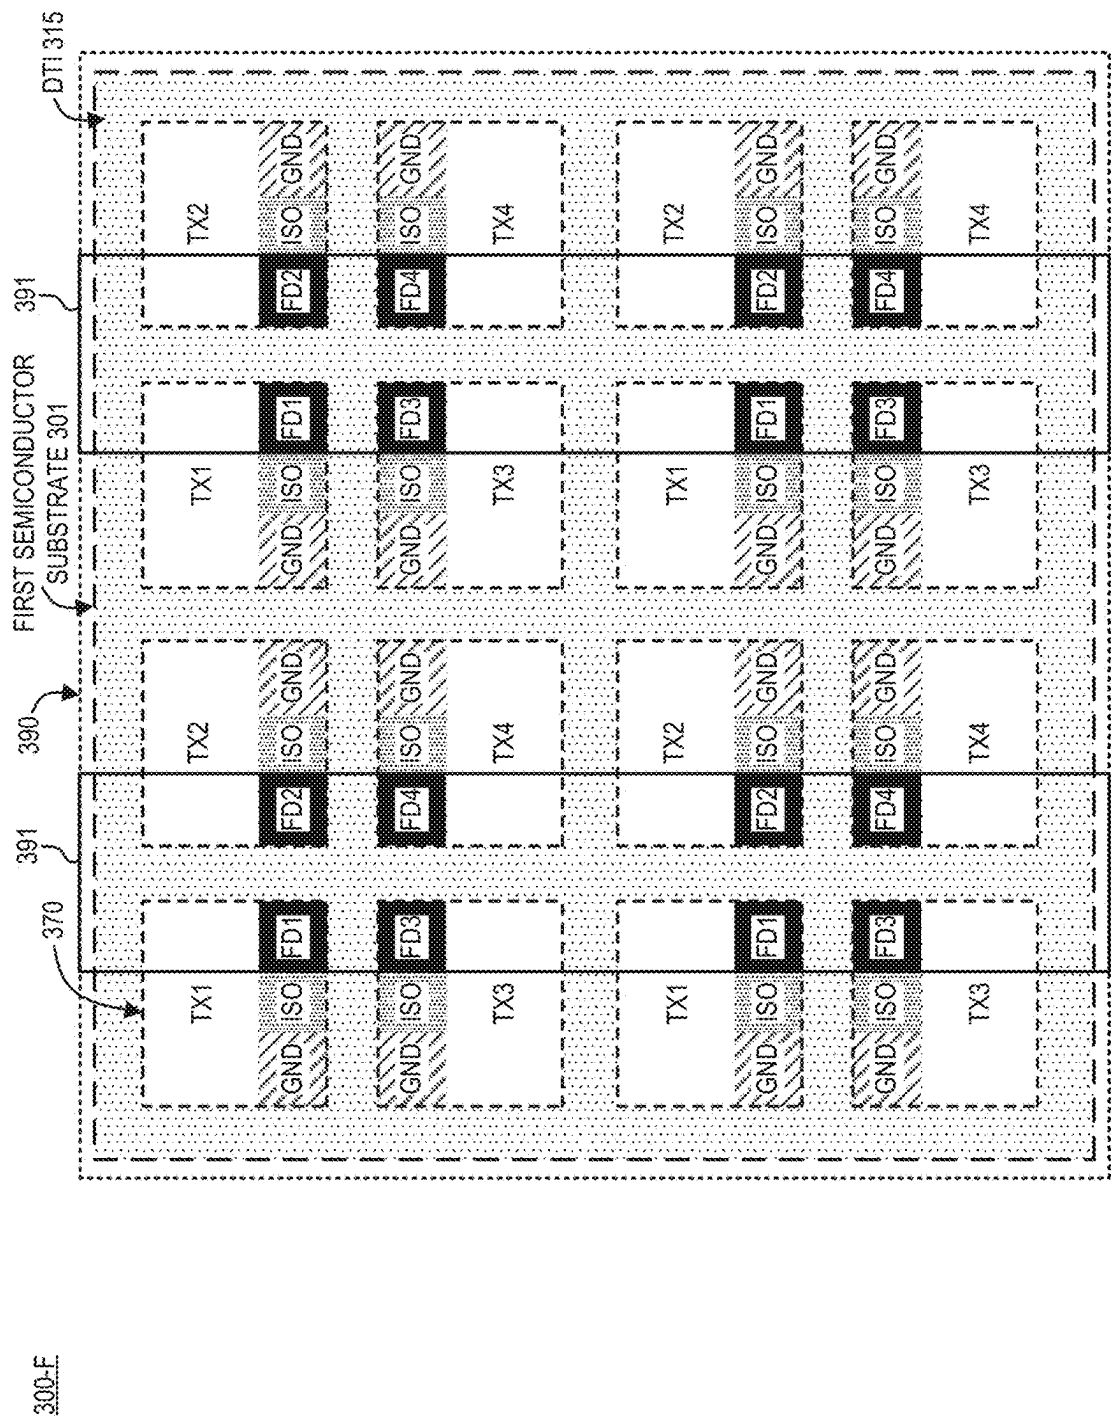 300-F
370
391
390
FIRST SEMICONDUCTOR
SUBSTRATE 301
391
DTI 315
TX1 TX2 TX1 TX2
GND ISO FD1 FD2 ISO GND GND ISO FD1 FD2 ISO GND
GND ISO FD3 FD4 ISO GND GND ISO FD3 FD4 ISO GND
TX3 TX4 TX3 TX4
TX1 TX2 TX1 TX2
GND ISO FD1 FD2 ISO GND GND ISO FD1 FD2 ISO GND
GND ISO FD3 FD4 ISO GND GND ISO FD3 FD4 ISO GND
TX3 TX4 TX3 TX4